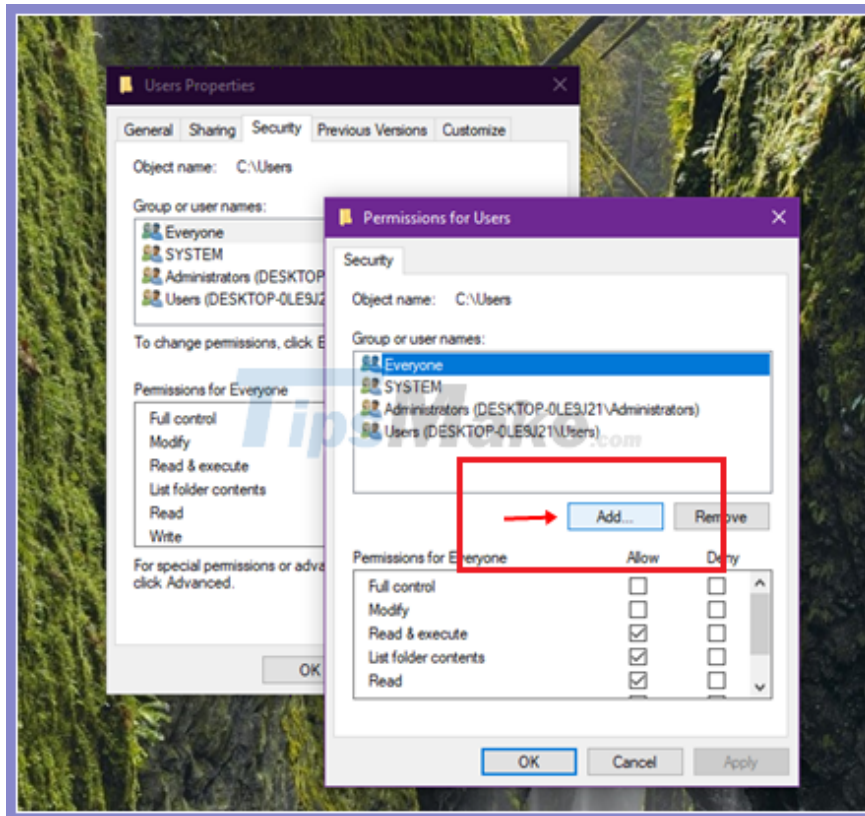 Users Properties
General Sharing Security Previous Versions Customize
Object name: C:\Users
Group or user names:
Everyone
SYSTEM
Administrators (DESKTOP
Users (DESKTOP-0LE9J2
To change permissions, click E
Permissions for Everyone
Full control
Modify
Read & execute
List folder contents
Read
Write
For special permissions or adva
click Advanced.
OK
Permissions for Users
Security
Object name: C:\Users
Group or user names:
Everyone
SYSTEM
Administrators (DESKTOP-0LE9J21\Administrators)
Users (DESKTOP-0LE9J21\Users)
Add... Remove
Permissions for Everyone Allow Deny
Full control
Modify
Read & execute
List folder contents
Read
OK Cancel Apply
TipsMake.com